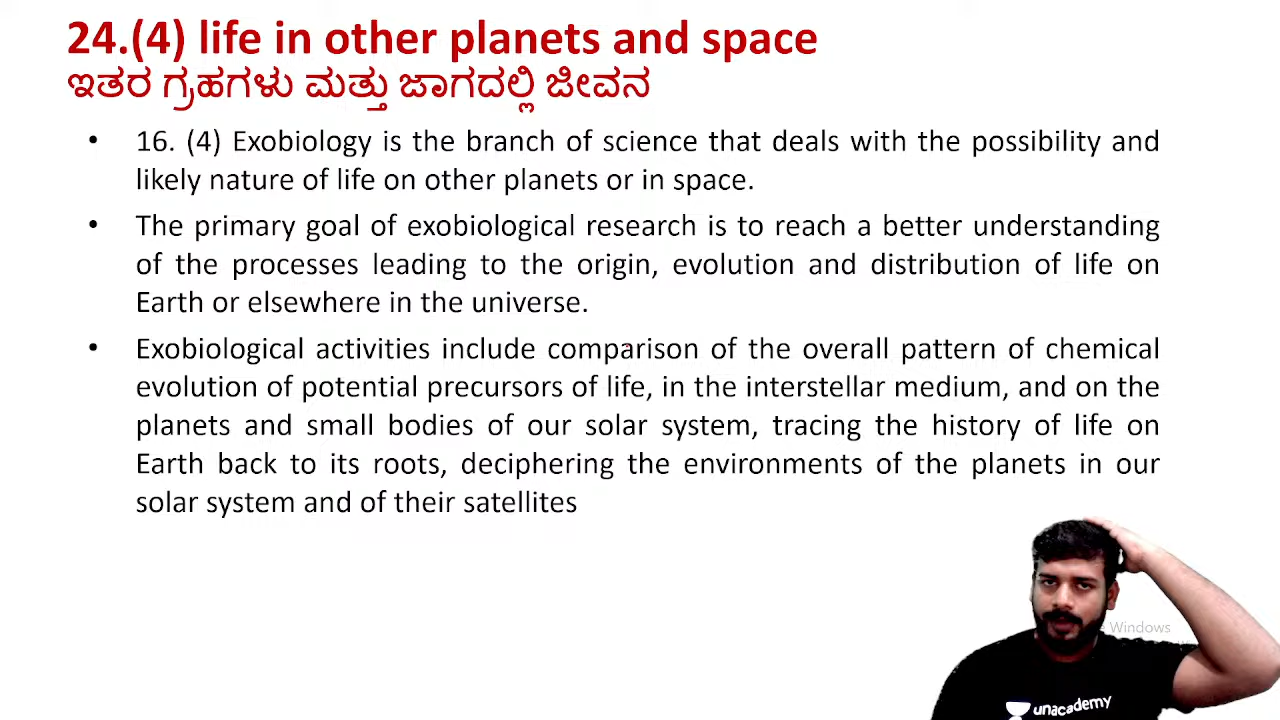 24.(4) life in other planets and space
ಇತರ ಗ್ರಹಗಳು ಮತ್ತು ಜಾಗದಲ್ಲಿ ಜೀವನ
• 16. (4) Exobiology is the branch of science that deals with the possibility and
likely nature of life on other planets or in space.
• The primary goal of exobiological research is to reach a better understanding
of the processes leading to the origin, evolution and distribution of life on
Earth or elsewhere in the universe.
• Exobiological activities include comparison of the overall pattern of chemical
evolution of potential precursors of life, in the interstellar medium, and on the
planets and small bodies of our solar system, tracing the history of life on
Earth back to its roots, deciphering the environments of the planets in our
solar system and of their satellites
Windows
unacademy